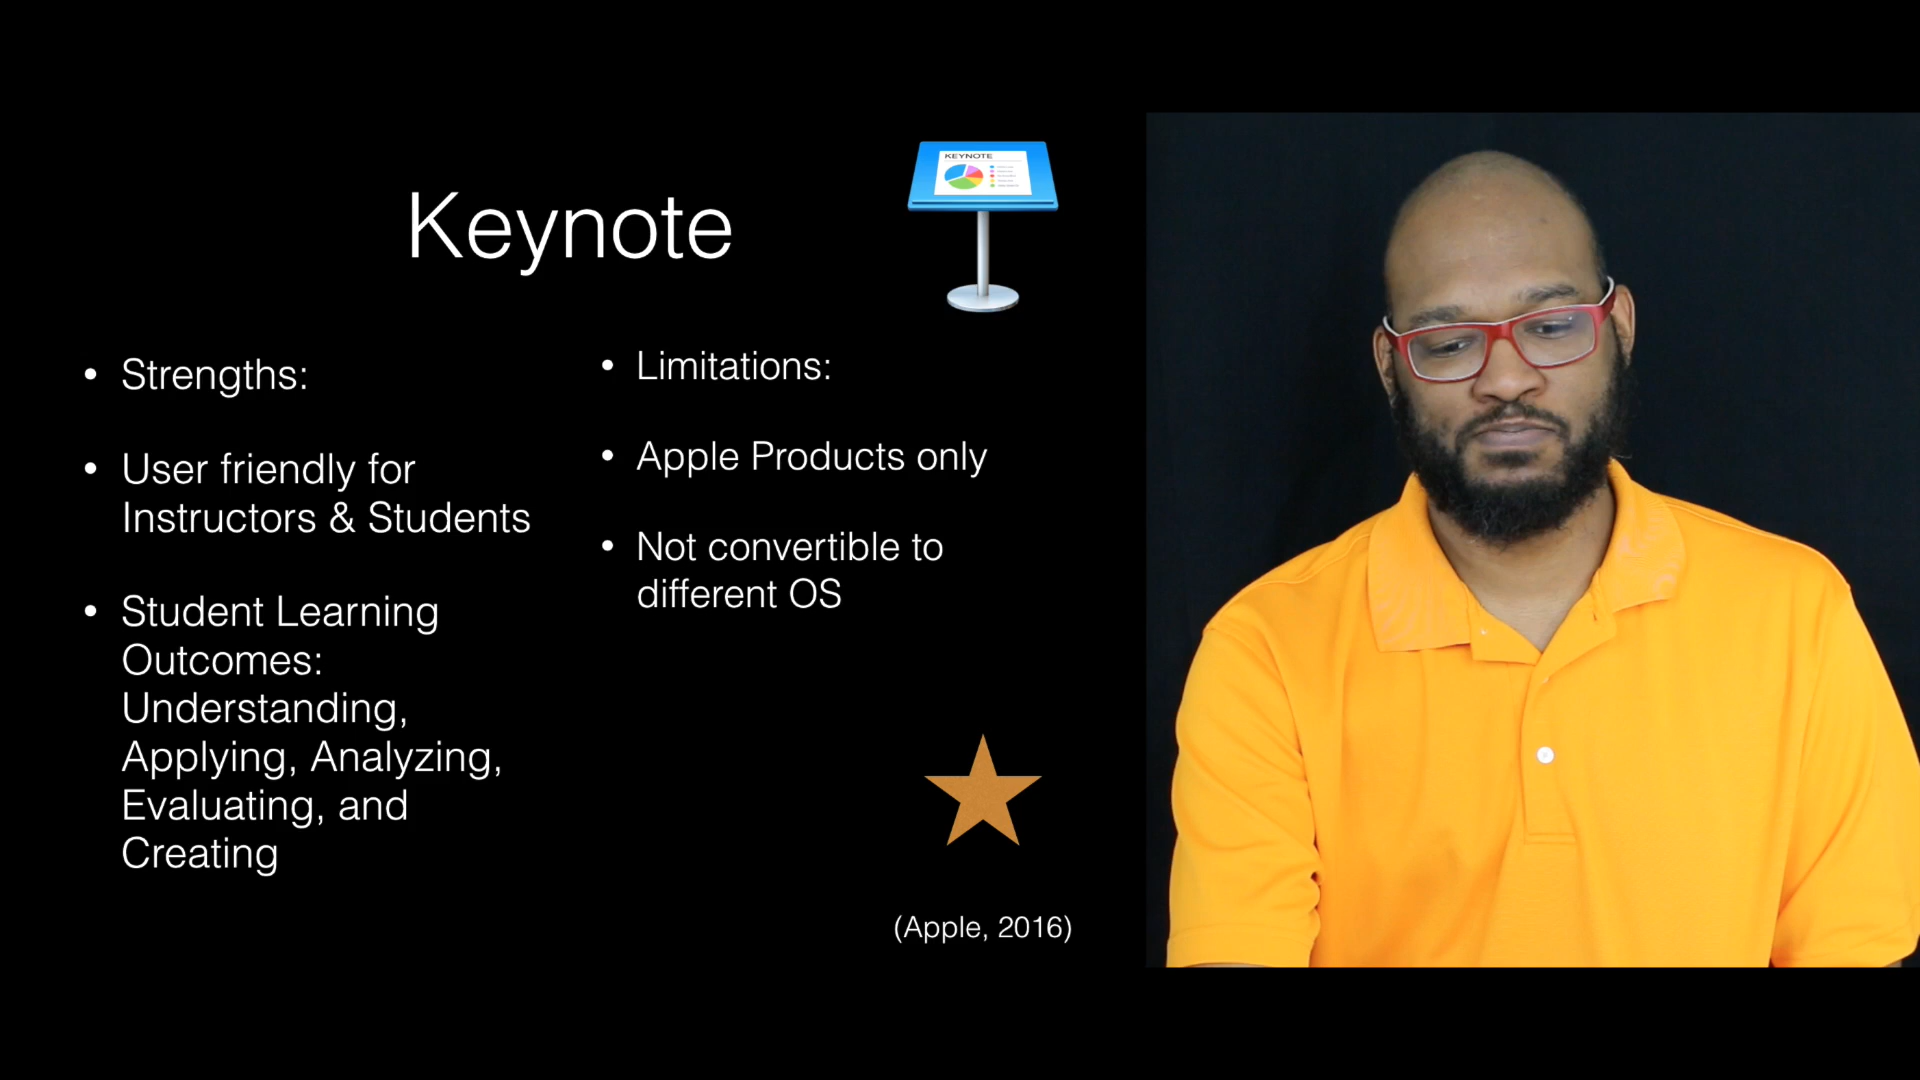 KEYNOTE
Keynote
• Strengths:
• User friendly for
Instructors & Students
• Student Learning
Outcomes:
Understanding,
Applying, Analyzing,
Evaluating, and
Creating
• Limitations:
• Apple Products only
• Not convertible to
different OS
(Apple, 2016)